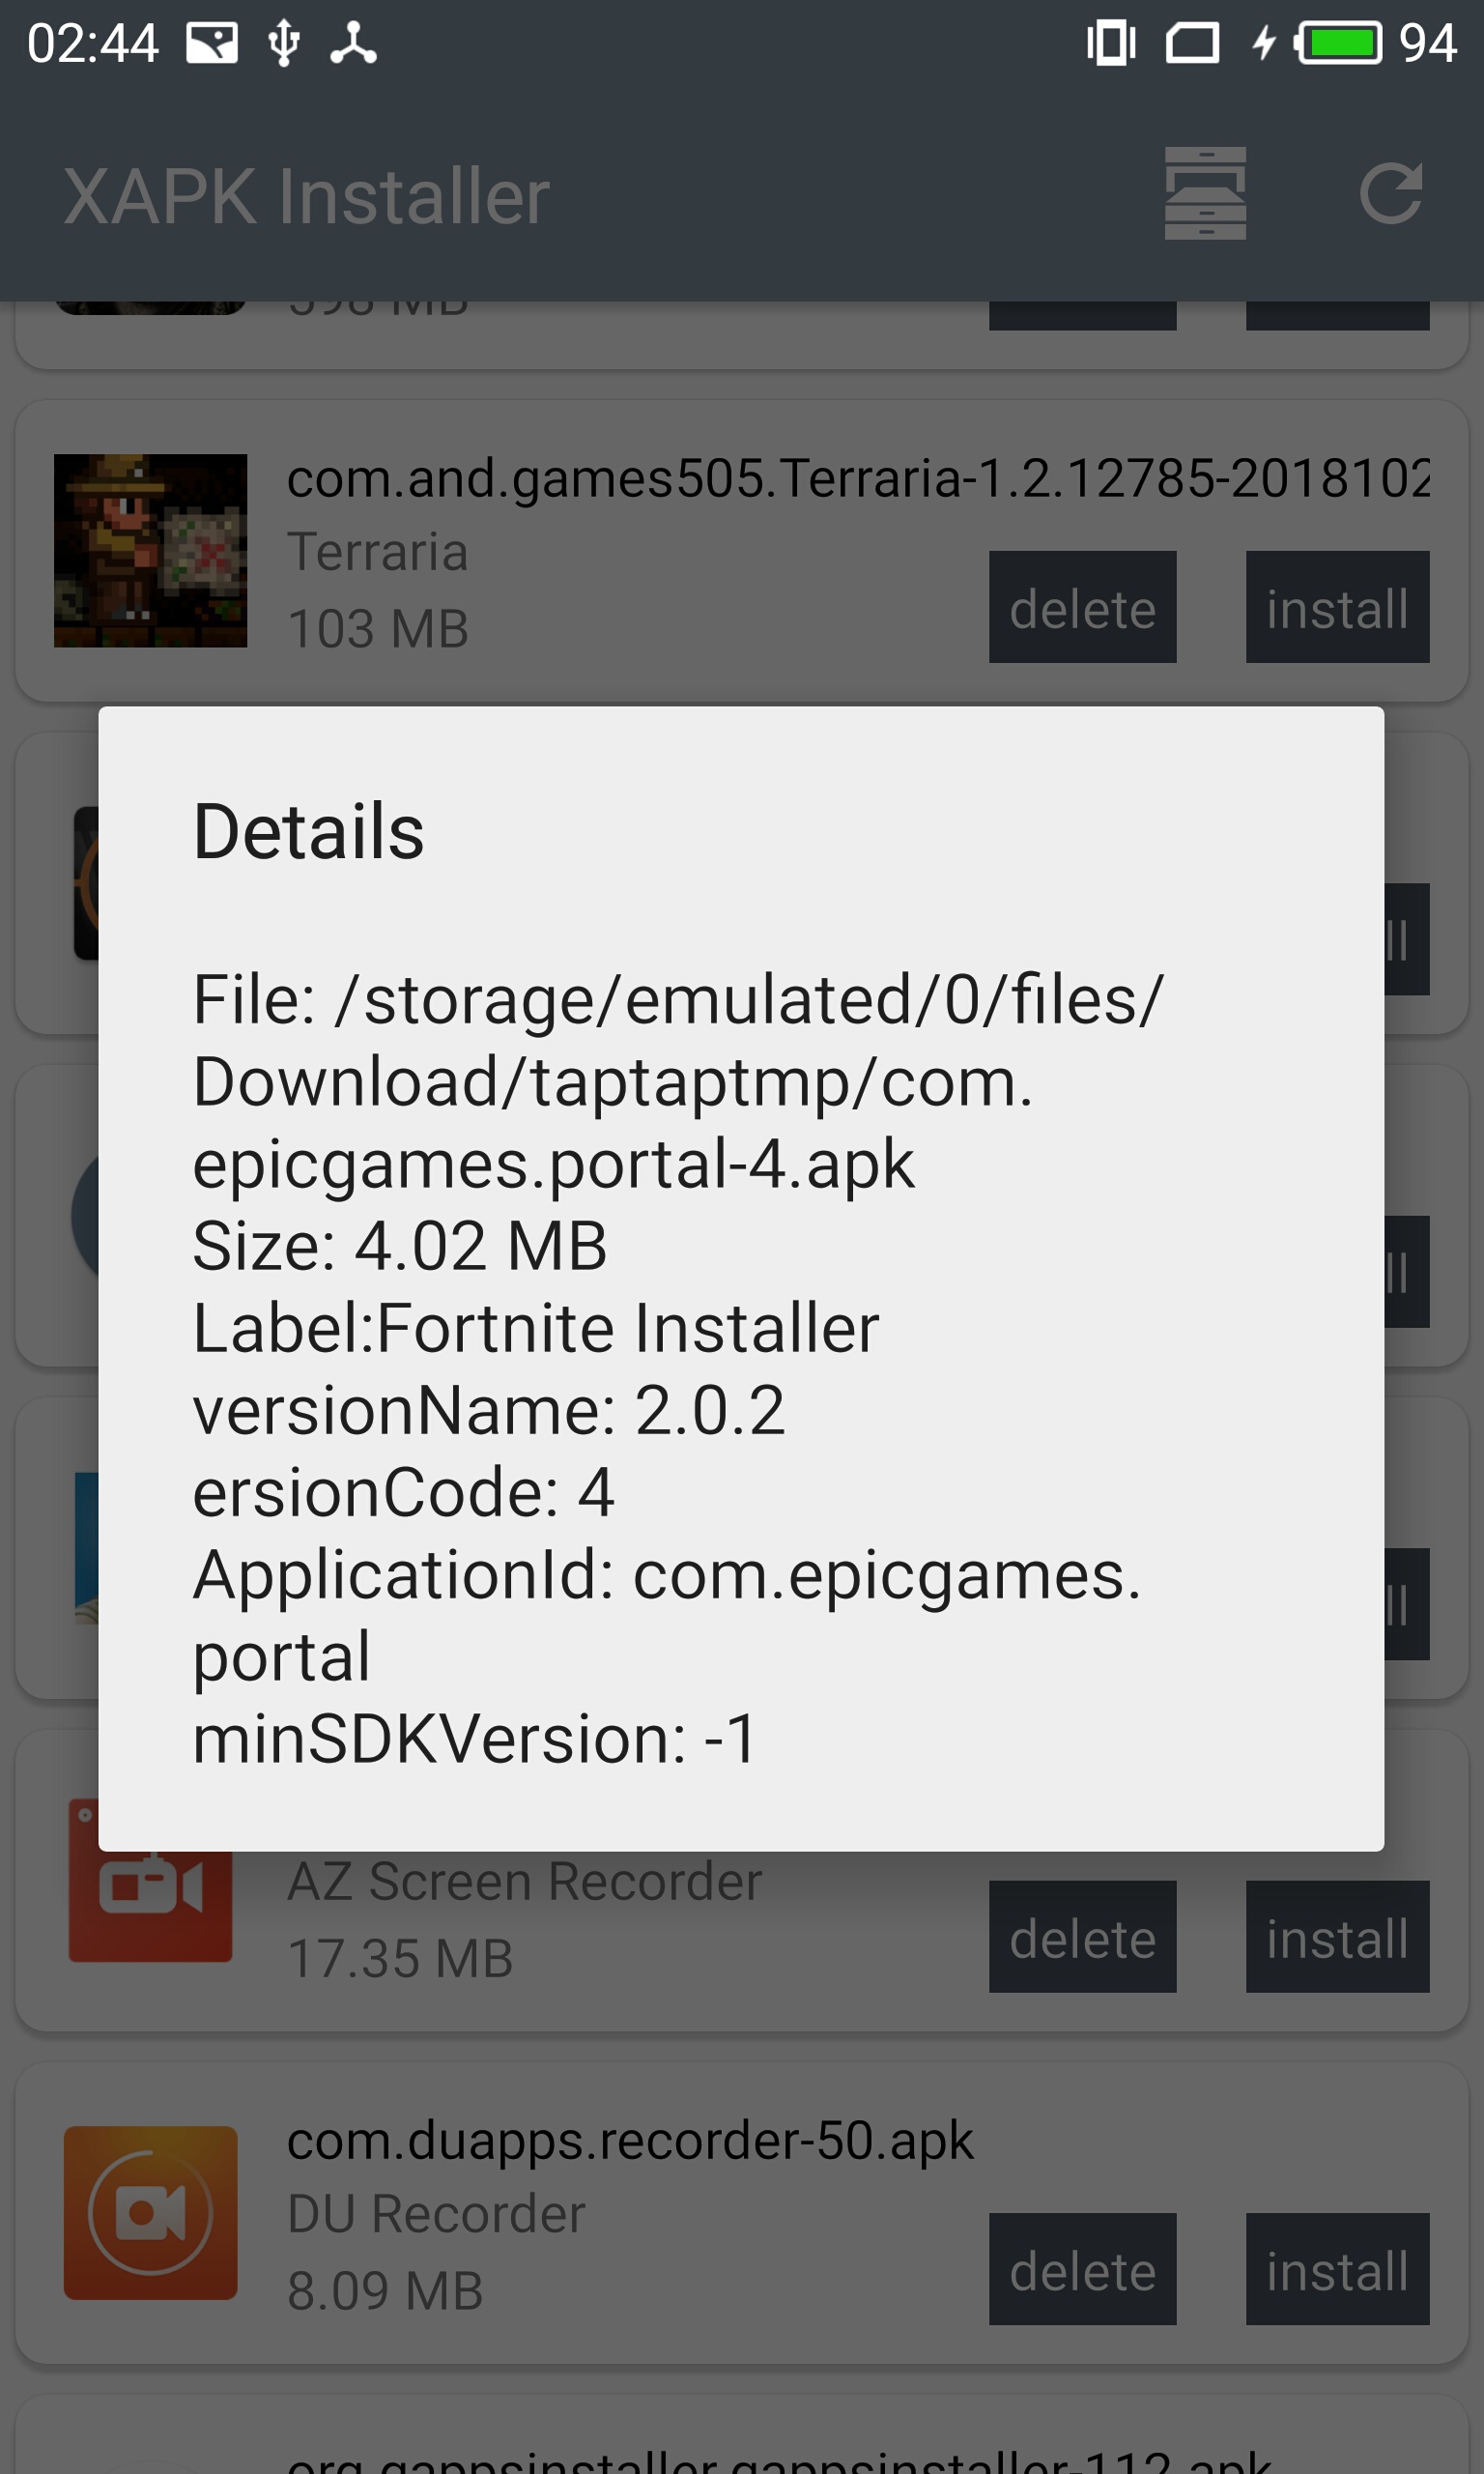 02:44 94
XAPK Installer
598 MB
com.and.games505.Terraria-1.2.12785-2018102
Terraria
103 MB
delete install
Details
File: /storage/emulated/0/files/
Download/taptaptmp/com.
epicgames.portal-4.apk
Size: 4.02 MB
Label:Fortnite Installer
versionName: 2.0.2
ersionCode: 4
ApplicationId: com.epicgames.
portal
minSDKVersion: -1
ll
ll
ll
AZ Screen Recorder
17.35 MB
delete install
com.duapps.recorder-50.apk
DU Recorder
8.09 MB
delete install
org.gappsinstaller.gappsinstaller-112.apk